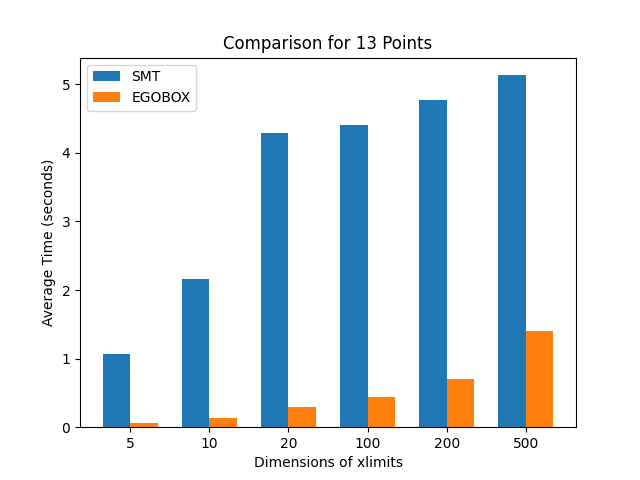 Comparison for 13 Points
SMT
EGOBOX
Average Time (seconds)
5
4
3
2
1
0
5 10 20 100 200 500
Dimensions of xlimits